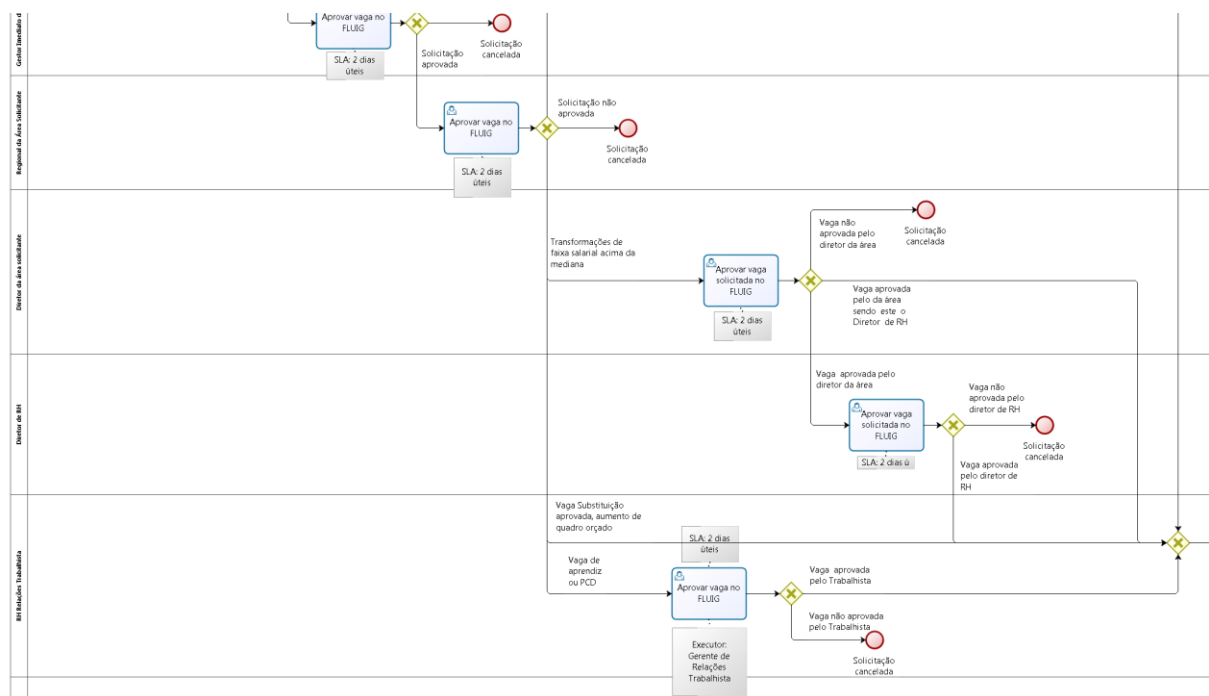 Gestor Imediato d
Aprovar vaga no
FLUIG
SLA: 2 dias
úteis
Solicitação
cancelada
Solicitação
aprovada
Regional da Área Solicitante
Aprovar vaga no
FLUIG
SLA: 2 dias
úteis
Solicitação não
aprovada
Solicitação
cancelada
Diretor da área solicitante
Transformações de
faixa salarial acima da
mediana
Aprovar vaga
solicitada no
FLUIG
SLA: 2 dias
úteis
Vaga não
aprovada pelo
diretor da área
Solicitação
cancelada
Vaga aprovada
pelo da área
sendo este o
Diretor de RH
Diretor de RH
Vaga aprovada pelo
diretor da área
Aprovar vaga
solicitada no
FLUIG
SLA: 2 dias ú
Vaga não
aprovada pelo
diretor de RH
Solicitação
cancelada
Vaga aprovada
pelo diretor de
RH
RH Relações Trabalhista
Vaga Substituição
aprovada, aumento de
quadro orçado
SLA: 2 dias
úteis
Vaga de
aprendiz
ou PCD
Aprovar vaga no
FLUIG
Executor:
Gerente de
Relações
Trabalhista
Vaga aprovada
pelo Trabalhista
Vaga não aprovada
pelo Trabalhista
Solicitação
cancelada